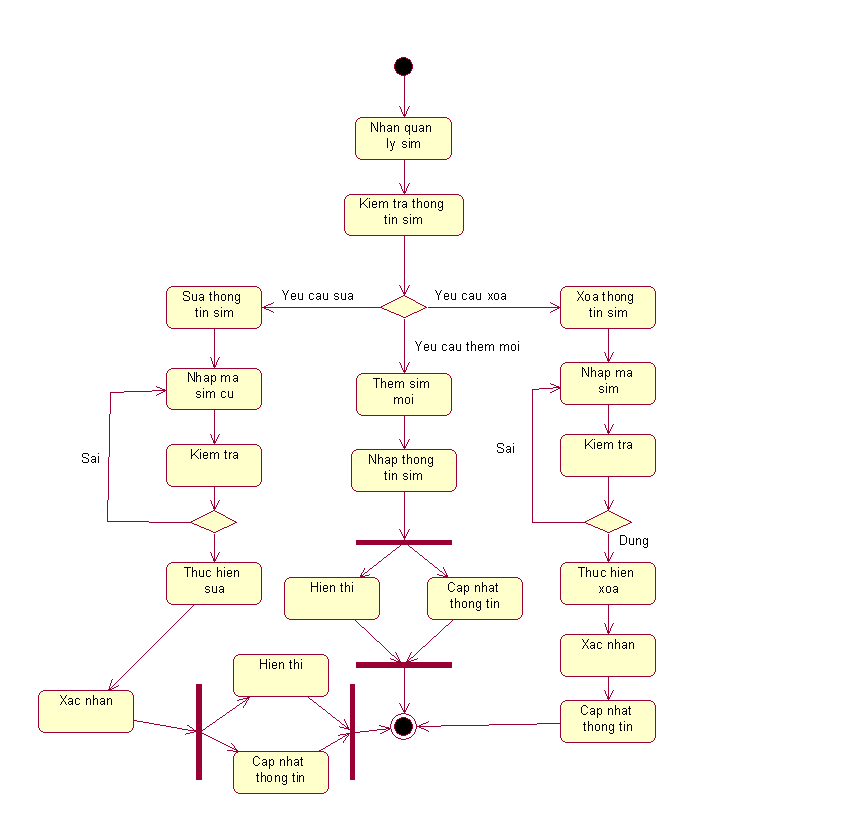 Nhan quan
ly sim
Kiem tra thong
tin sim
Sua thong
tin sim
Yeu cau sua
Yeu cau xoa
Xoa thong
tin sim
Yeu cau them moi
Nhap ma
sim cu
Them sim
moi
Nhap ma
sim
Sai
Kiem tra
Nhap thong
tin sim
Sai
Kiem tra
Dung
Thuc hien
sua
Hien thi
Cap nhat
thong tin
Thuc hien
xoa
Xac nhan
Hien thi
Xac nhan
Cap nhat
thong tin
Cap nhat
thong tin